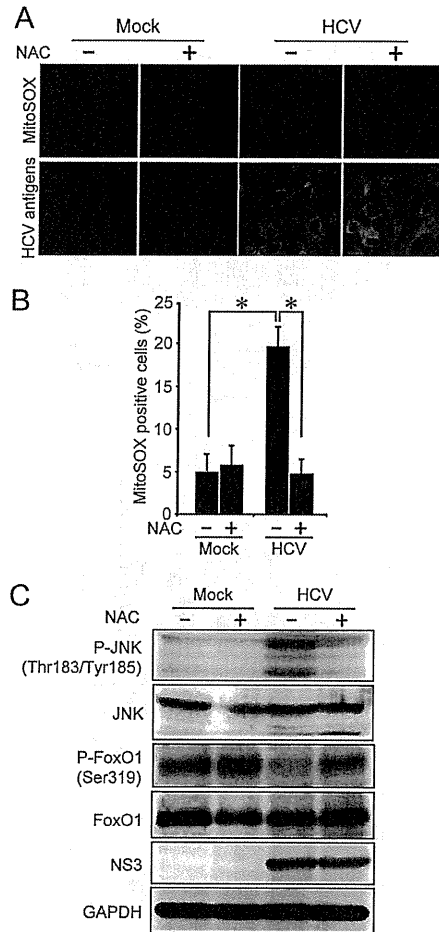 A
Mock HCV
NAC − + − +
MitoSOX
HCV antigens
B
MitoSOX positive cells (%)
25
20
15
10
5
0
* *
NAC − + − +
Mock HCV
C
Mock HCV
NAC − + − +
P-JNK
(Thr183/Tyr185)
JNK
P-FoxO1
(Ser319)
FoxO1
NS3
GAPDH